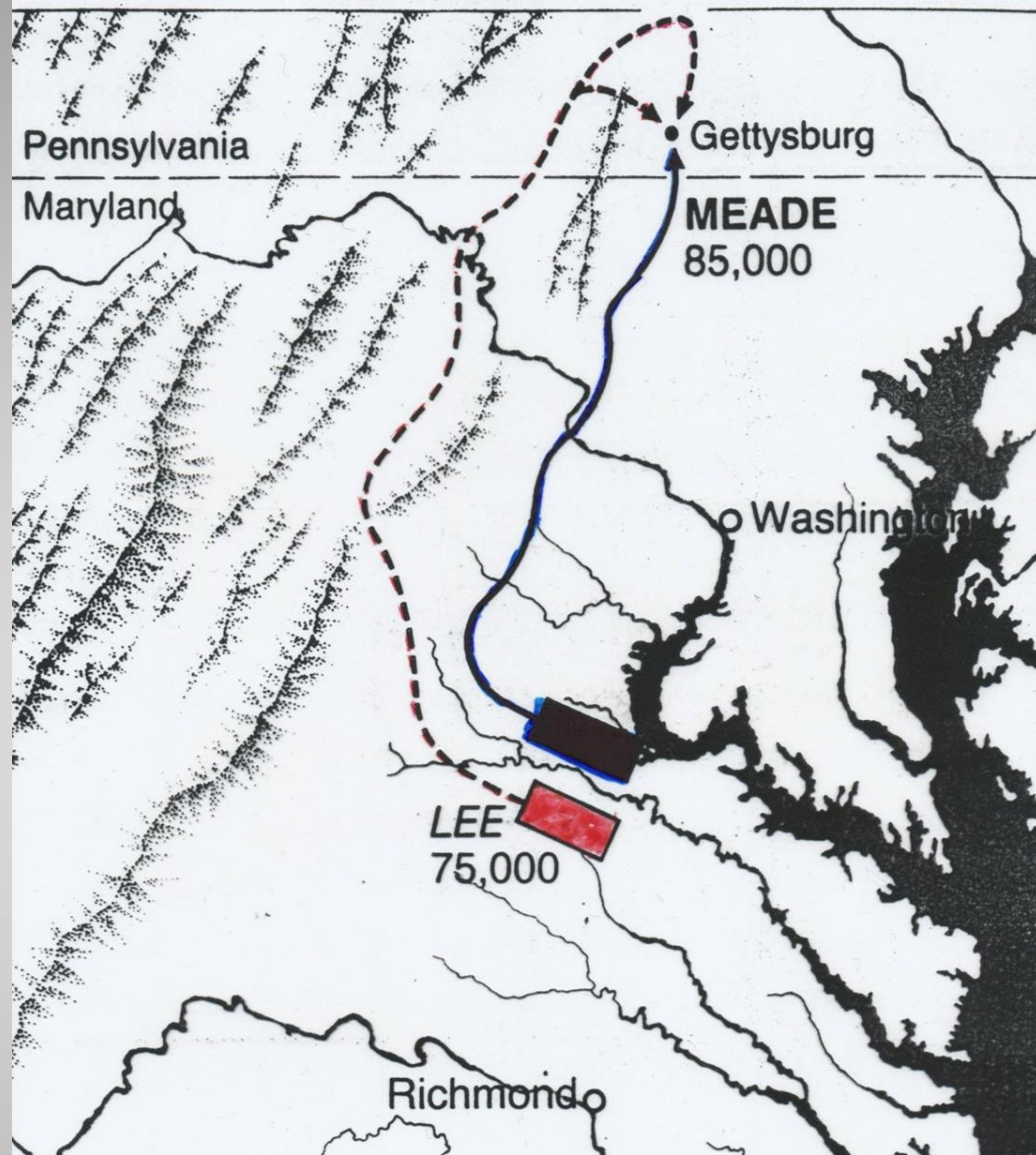 Pennsylvania
Maryland
Gettysburg
MEADE
85,000
Washington
LEE
75,000
Richmond